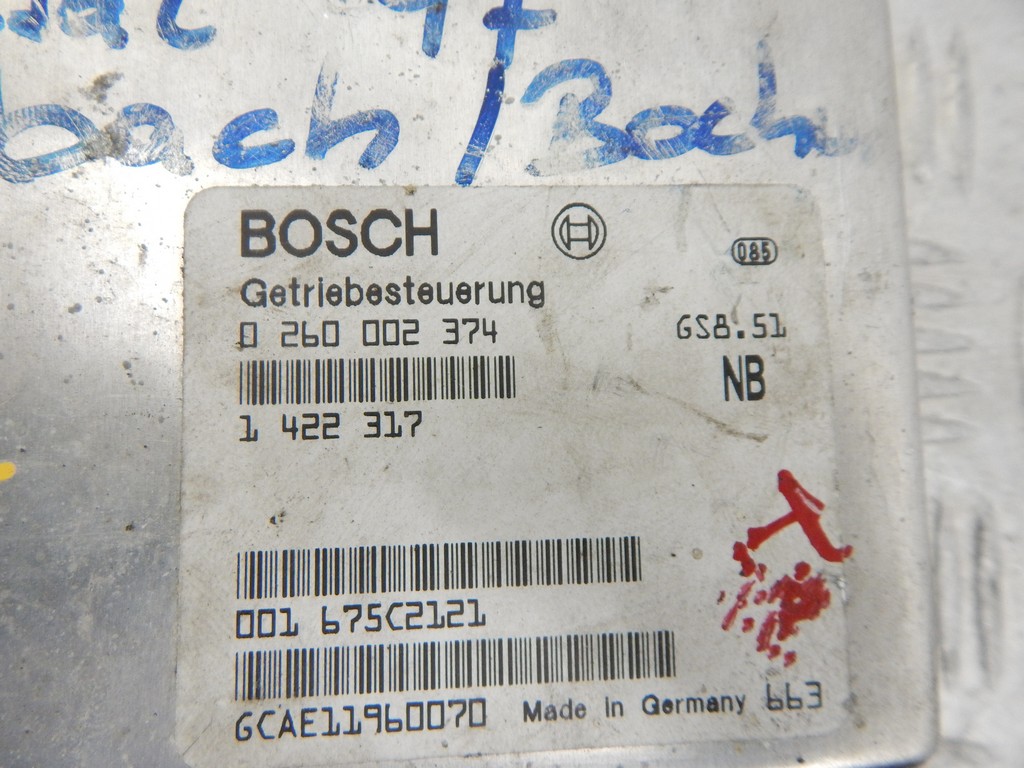 bach / Boch
BOSCH
085
Getriebesteuerung
0 260 002 374 GS8.51
NB
1 422 317
001 675C2121
GCAE11960070 Made In Germany 663